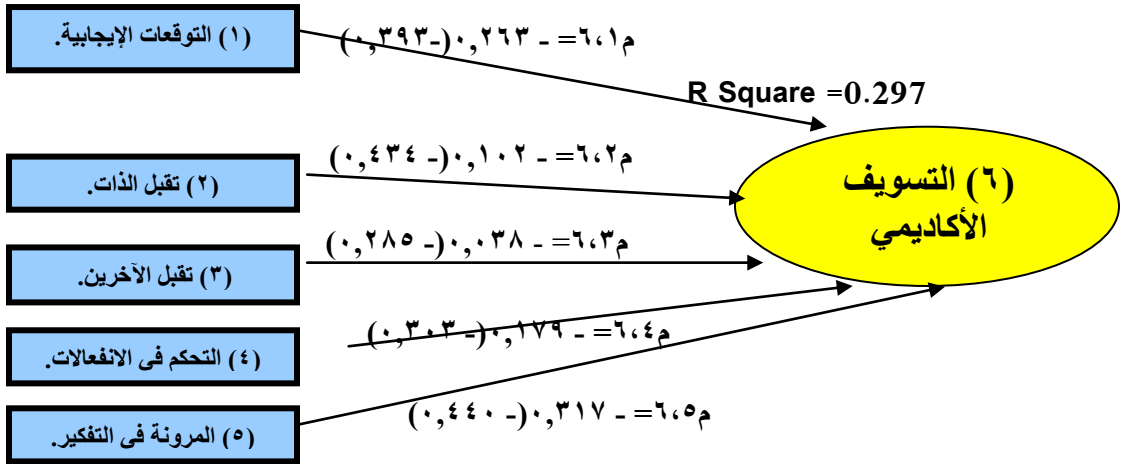 (١) التوقعات الإيجابية.
م٦،١= - ٠,٢٦٣(-٠,٣٩٣)
R Square =0.297
(٢) تقبل الذات.
م٦،٢= - ٠,١٠٢(- ٠,٤٣٤)
(٦) التسويف
الأكاديمي
(٣) تقبل الآخرين.
م٦،٣= - ٠,٠٣٨(- ٠,٢٨٥)
(٤) التحكم فى الانفعالات.
م٦،٤= - ٠,١٧٩(- ٠,٣٠٣)
(٥) المرونة فى التفكير.
م٦،٥= - ٠,٣١٧(- ٠,٤٤٠)